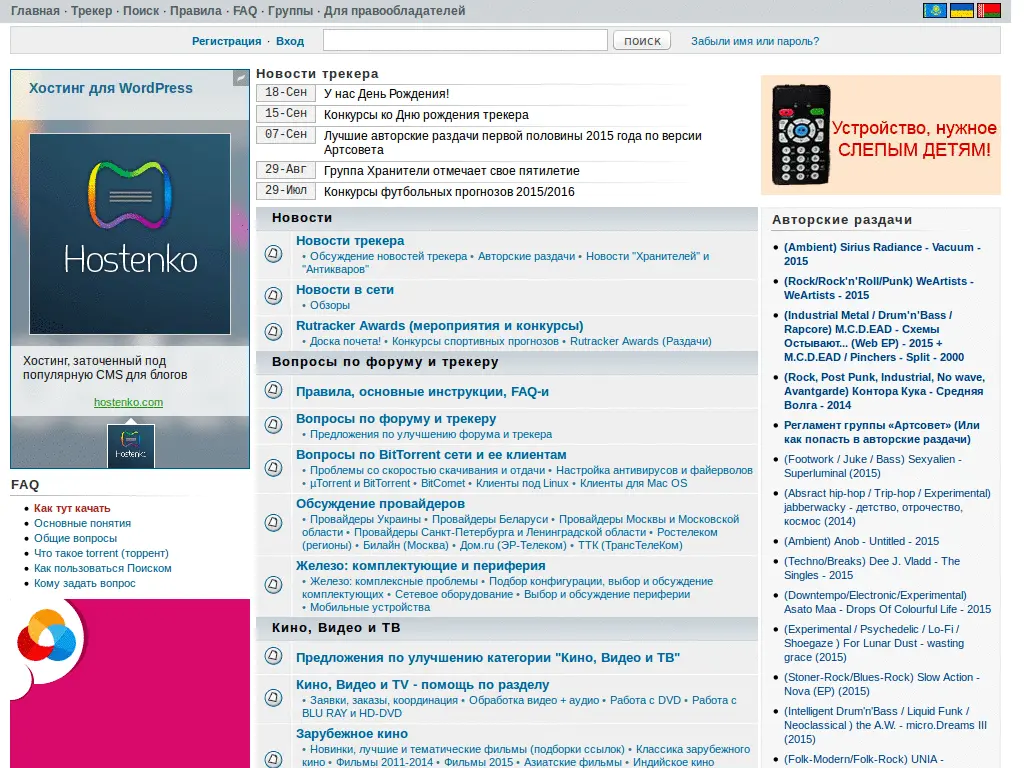 Главная · Трекер · Поиск · Правила · FAQ · Группы · Для правообладателей
Регистрация · Вход
поиск
Забыли имя или пароль?
Хостинг для WordPress
Hostenko
Хостинг, заточенный под
популярную CMS для блогов
hostenko.com
Hostenko
FAQ
Как тут качать
Основные понятия
Общие вопросы
Что такое torrent (торрент)
Как пользоваться Поиском
Кому задать вопрос
Новости трекера
18-Сен У нас День Рождения!
15-Сен Конкурсы ко Дню рождения трекера
07-Сен Лучшие авторские раздачи первой половины 2015 года по версии
Артсовета
29-Авг Группа Хранители отмечает свое пятилетие
29-Июл Конкурсы футбольных прогнозов 2015/2016
Новости
Новости трекера
• Обсуждение новостей трекера • Авторские раздачи • Новости "Хранителей" и
"Антикваров"
Новости в сети
• Обзоры
Rutracker Awards (мероприятия и конкурсы)
• Доска почета! • Конкурсы спортивных прогнозов • Rutracker Awards (Раздачи)
Вопросы по форуму и трекеру
Правила, основные инструкции, FAQ-и
Вопросы по форуму и трекеру
• Предложения по улучшению форума и трекера
Вопросы по BitTorrent сети и ее клиентам
• Проблемы со скоростью скачивания и отдачи • Настройка антивирусов и файерволов
• µTorrent и BitTorrent • BitComet • Клиенты под Linux • Клиенты для Mac OS
Обсуждение провайдеров
• Провайдеры Украины • Провайдеры Беларуси • Провайдеры Москвы и Московской
области • Провайдеры Санкт-Петербурга и Ленинградской области • Ростелеком
(регионы) • Билайн (Москва) • Дом.ru (ЭР-Телеком) • ТТК (ТрансТелеКом)
Железо: комплектующие и периферия
• Железо: комплексные проблемы • Подбор конфигурации, выбор и обсуждение
комплектующих • Сетевое оборудование • Выбор и обсуждение периферии
• Мобильные устройства
Кино, Видео и ТВ
Предложения по улучшению категории "Кино, Видео и ТВ"
Кино, Видео и TV - помощь по разделу
• Заявки, заказы, координация • Обработка видео + аудио • Работа с DVD • Работа с
BLU RAY и HD-DVD
Зарубежное кино
• Новинки, лучшие и тематические фильмы (подборки ссылок) • Классика зарубежного
кино • Фильмы 2011-2014 • Фильмы 2015 • Азиатские фильмы • Индийское кино
Устройство, нужное
СЛЕПЫМ ДЕТЯМ!
Авторские раздачи
(Ambient) Sirius Radiance - Vacuum -
2015
(Rock/Rock'n'Roll/Punk) WeArtists -
WeArtists - 2015
(Industrial Metal / Drum'n'Bass /
Rapcore) M.C.D.EAD - Схемы
Остывают... (Web EP) - 2015 +
M.C.D.EAD / Pinchers - Split - 2000
(Rock, Post Punk, Industrial, No wave,
Avantgarde) Контора Кука - Средняя
Волга - 2014
Регламент группы «Артсовет» (Или
как попасть в авторские раздачи)
(Footwork / Juke / Bass) Sexyalien -
Superluminal (2015)
(Absract hip-hop / Trip-hop / Experimental)
jabberwacky - детство, отрочество,
космос (2014)
(Ambient) Anob - Untitled - 2015
(Techno/Breaks) Dee J. Vladd - The
Singles - 2015
(Downtempo/Electronic/Experimental)
Asato Maa - Drops Of Colourful Life - 2015
(Experimental / Psychedelic / Lo-Fi /
Shoegaze ) For Lunar Dust - wasting
grace (2015)
(Stoner-Rock/Blues-Rock) Slow Action -
Nova (EP) (2015)
(Intelligent Drum'n'Bass / Liquid Funk /
Neoclassical ) the A.W. - micro.Dreams III
(2015)
(Folk-Modern/Folk-Rock) UNIA -